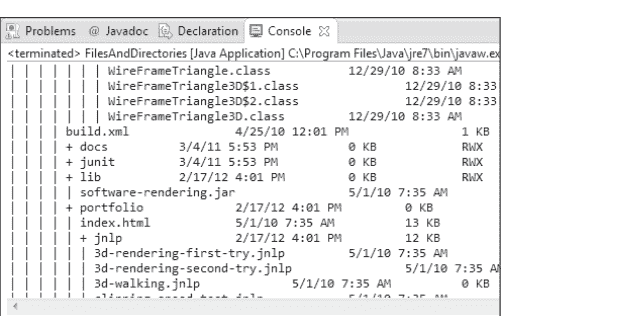 Problems @ Javadoc Declaration Console
<terminated> FilesAndDirectories [Java Application] C:\Program Files\Java\jre7\bin\javaw.ex
| | | | | | | WireFrameTriangle.class 12/29/10 8:33 AM
| | | | | | | WireFrameTriangle3D$1.class 12/29/10 8:33
| | | | | | | WireFrameTriangle3D$2.class 12/29/10 8:33
| | | | | | | WireFrameTriangle3D.class 12/29/10 8:33 AM
| | | | build.xml 4/25/10 12:01 PM 1 KB
| | | | + docs 3/4/11 5:53 PM 0 KB RWX
| | | | + junit 3/4/11 5:53 PM 0 KB RWX
| | | | + lib 2/17/12 4:01 PM 0 KB RWX
| | | | | software-rendering.jar 5/1/10 7:35 AM
| | | | + portfolio 2/17/12 4:01 PM 0 KB
| | | | | index.html 5/1/10 7:35 AM 13 KB
| | | | | + jnlp 2/17/12 4:01 PM 12 KB
| | | | | | 3d-rendering-first-try.jnlp 5/1/10 7:35 AM
| | | | | | 3d-rendering-second-try.jnlp 5/1/10 7:35 A
| | | | | | 3d-walking.jnlp 5/1/10 7:35 AM 0 KB